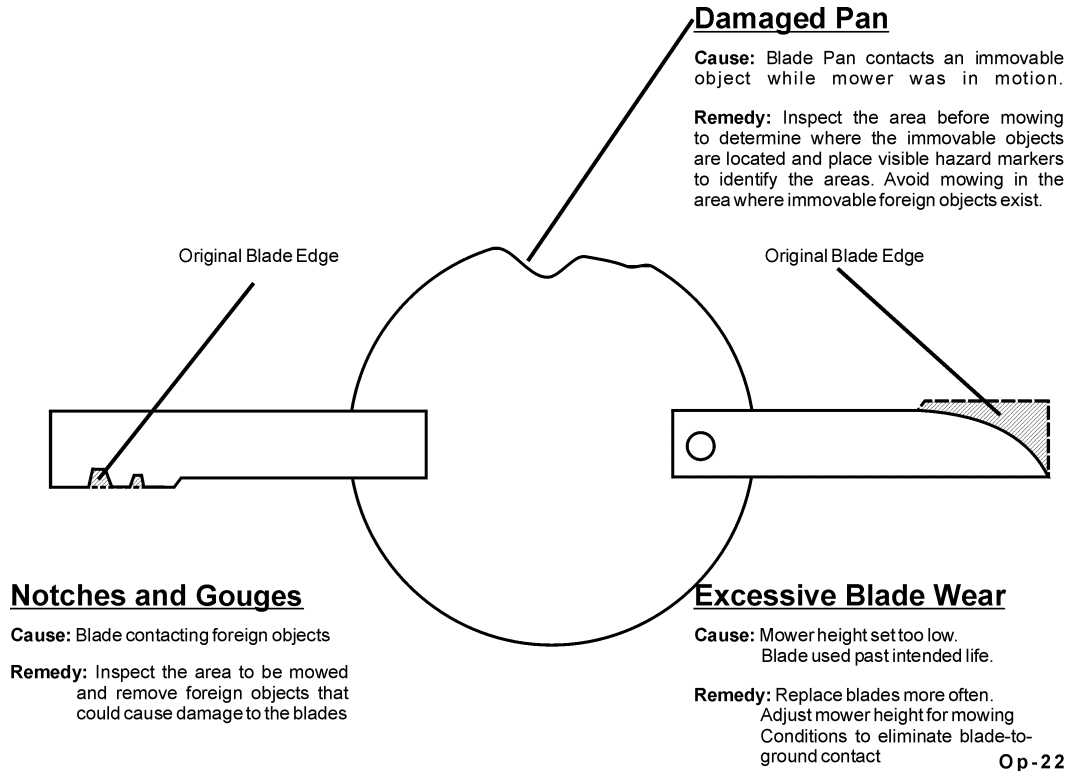 Damaged Pan
Cause: Blade Pan contacts an immovable
object while mower was in motion.
Remedy: Inspect the area before mowing
to determine where the immovable objects
are located and place visible hazard markers
to identify the areas. Avoid mowing in the
area where immovable foreign objects exist.
Original Blade Edge
Original Blade Edge
Notches and Gouges
Cause: Blade contacting foreign objects
Remedy: Inspect the area to be mowed
and remove foreign objects that
could cause damage to the blades
Excessive Blade Wear
Cause: Mower height set too low.
Blade used past intended life.
Remedy: Replace blades more often.
Adjust mower height for mowing
Conditions to eliminate blade-to-
ground contact
Op-22